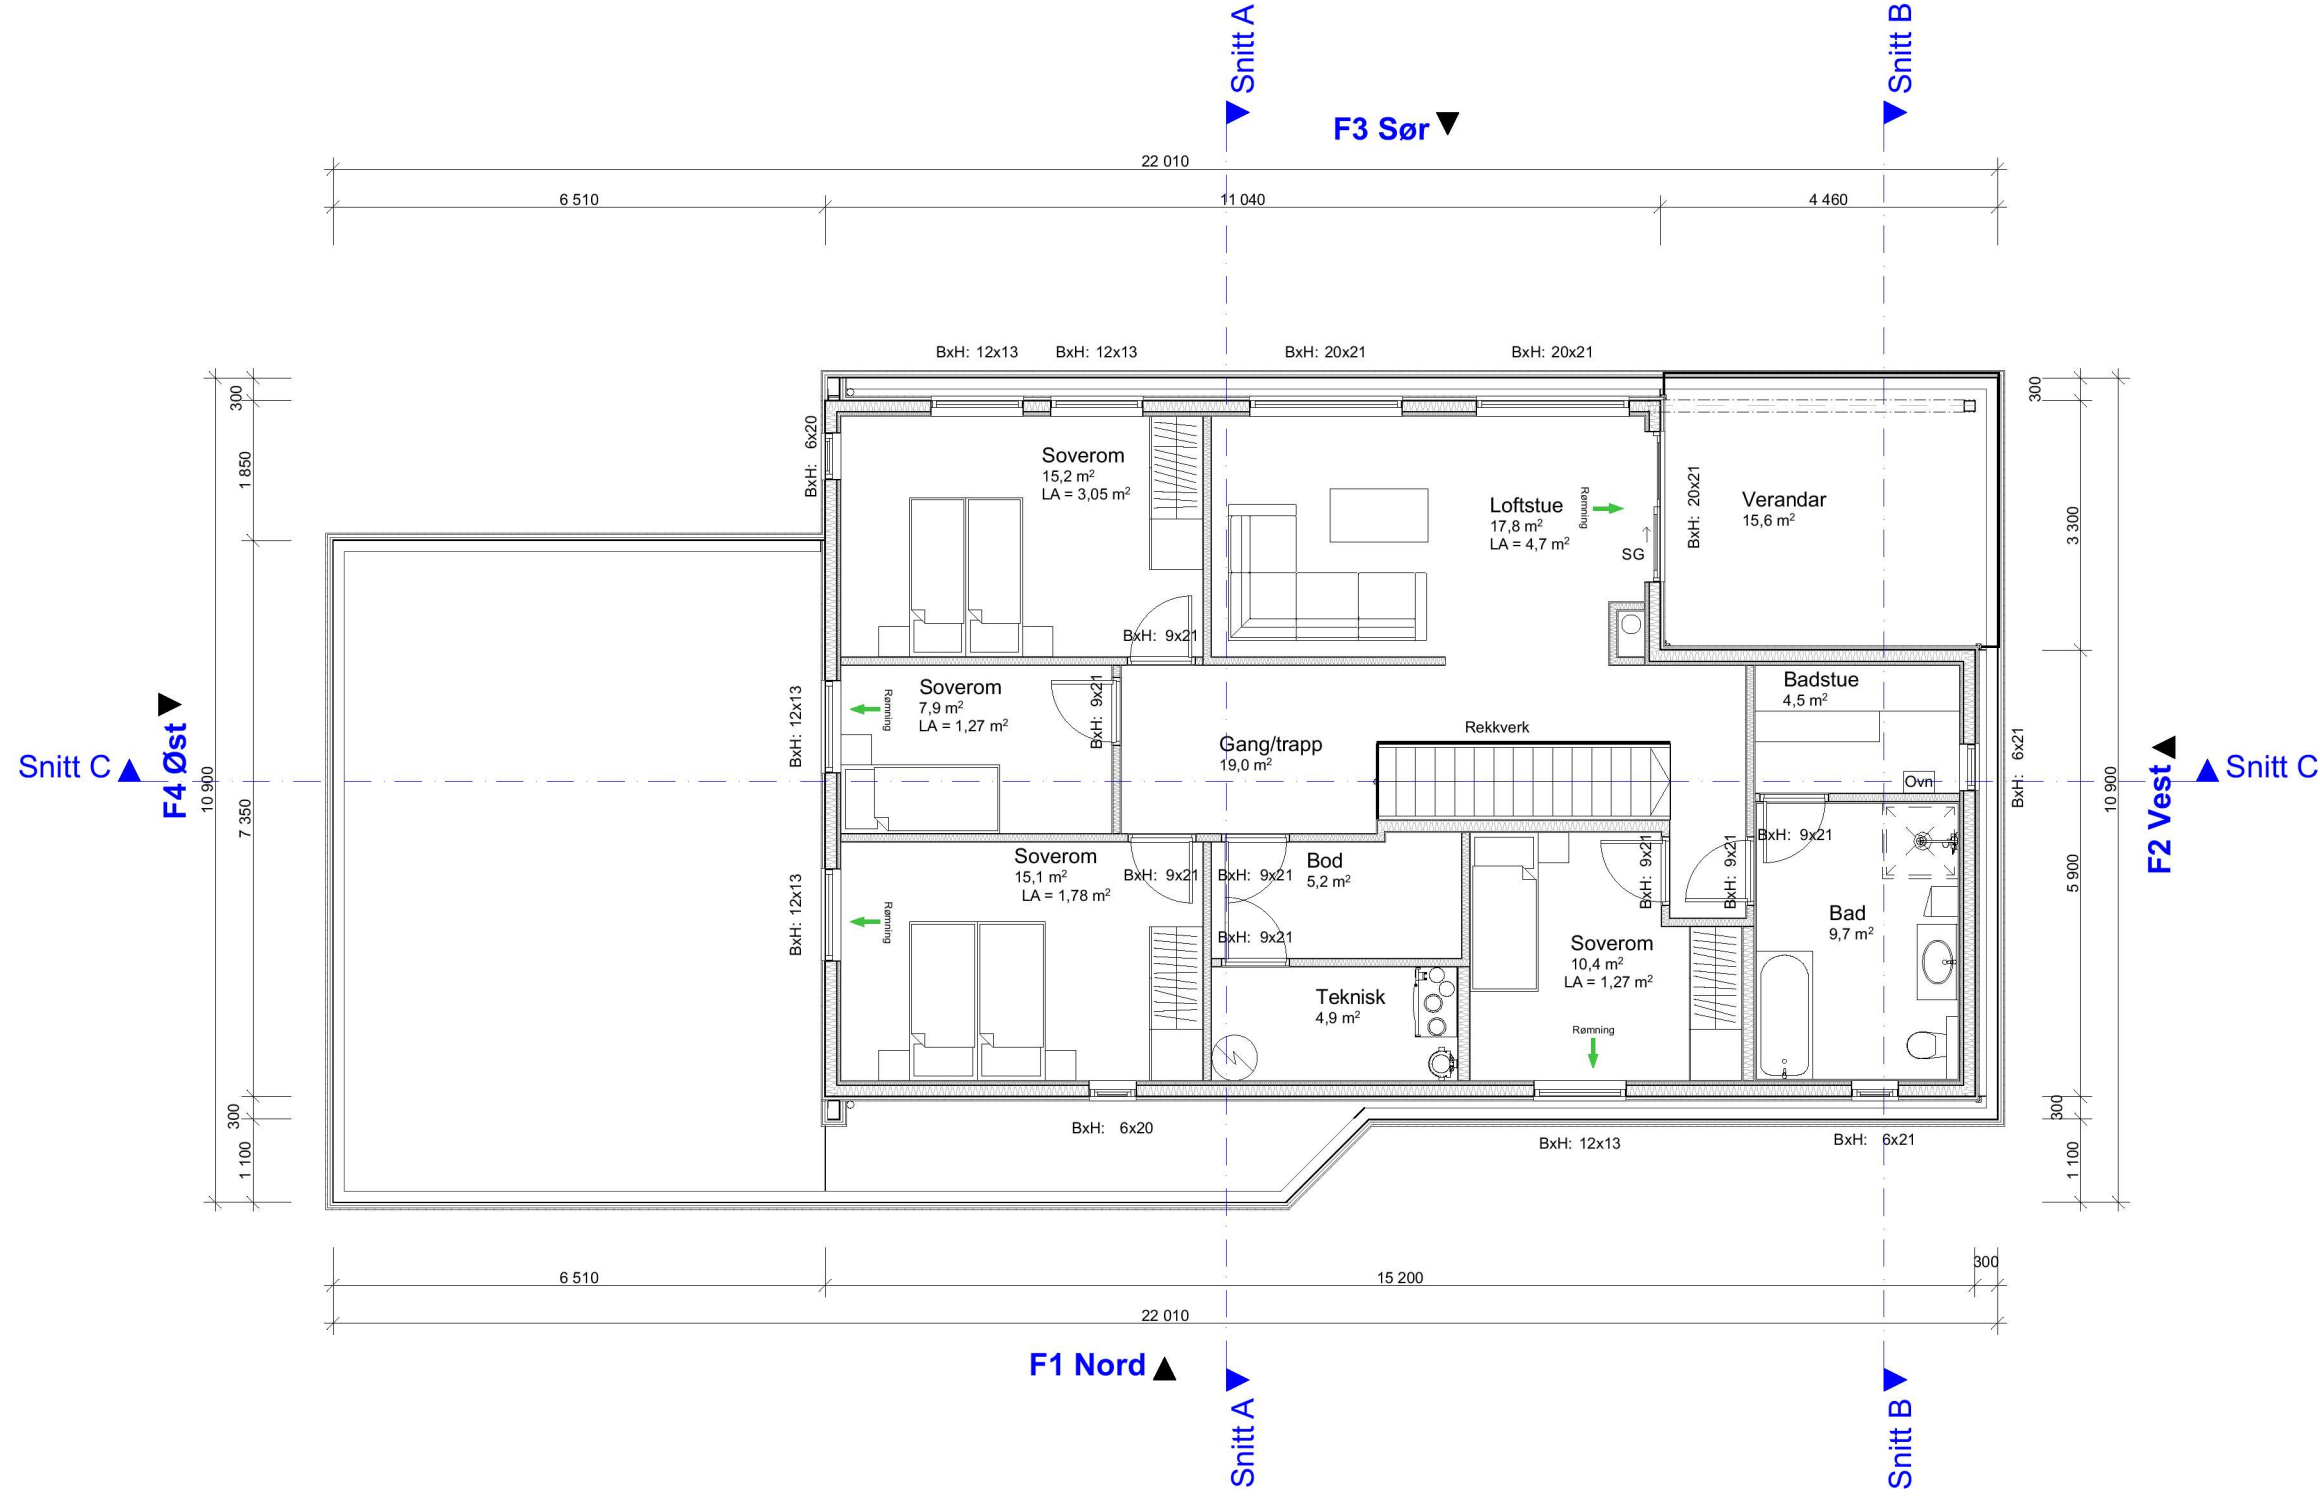 Snitt A
Snitt B
F3 Sør
22 010
6 510
11 040
4 460
BxH: 12x13
BxH: 12x13
BxH: 20x21
BxH: 20x21
300
1 850
7 350
300
1 100
10 900
300
3 300
5 900
300
1 100
10 900
BxH: 6x20
Soverom
15,2 m²
LA = 3,05 m²
BxH: 9x21
Loftstue
17,8 m²
LA = 4,7 m²
Rømning
SG
BxH: 20x21
Verandar
15,6 m²
BxH: 12x13
Rømning
Soverom
7,9 m²
LA = 1,27 m²
BxH: 9x21
Gang/trapp
19,0 m²
Rekkverk
Badstue
4,5 m²
Ovn
BxH: 6x21
F4 Øst
Snitt C
F2 Vest
Snitt C
BxH: 12x13
Rømning
Soverom
15,1 m²
LA = 1,78 m²
BxH: 9x21
BxH: 9x21
Bod
5,2 m²
BxH: 9x21
Teknisk
4,9 m²
BxH: 9x21
BxH: 9x21
BxH: 9x21
Soverom
10,4 m²
LA = 1,27 m²
Rømning
Bad
9,7 m²
BxH: 6x20
BxH: 12x13
BxH: 6x21
6 510
15 200
300
22 010
F1 Nord
Snitt A
Snitt B